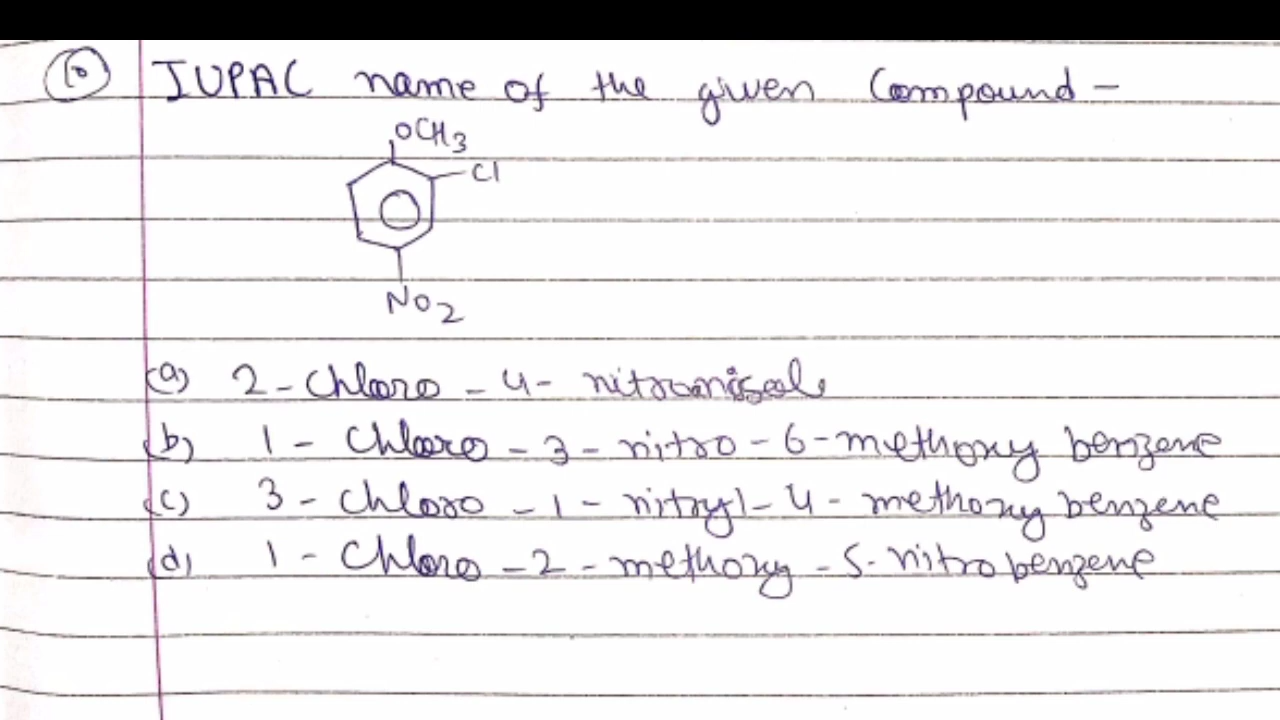 10 IUPAC name of the given Compound -
OCH3
Cl
NO2
(a) 2 - Chloro - 4 - nitroanisole
(b) 1 - Chloro - 3 - nitro - 6 - methoxy benzene
(c) 3 - Chloro - 1 - nitryl - 4 - methoxy benzene
(d) 1 - Chloro - 2 - methoxy - 5 - nitrobenzene